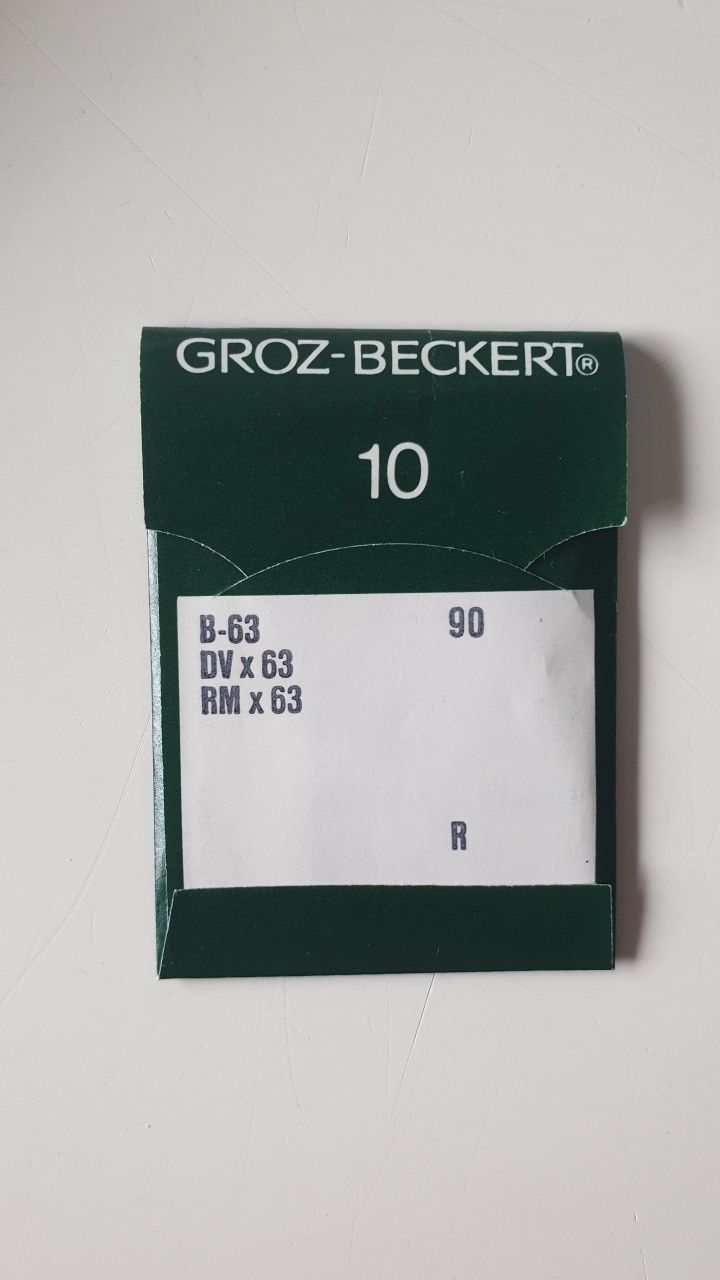 GROZ-BECKERT®
10
B-63 90
DV x 63
RM x 63
R